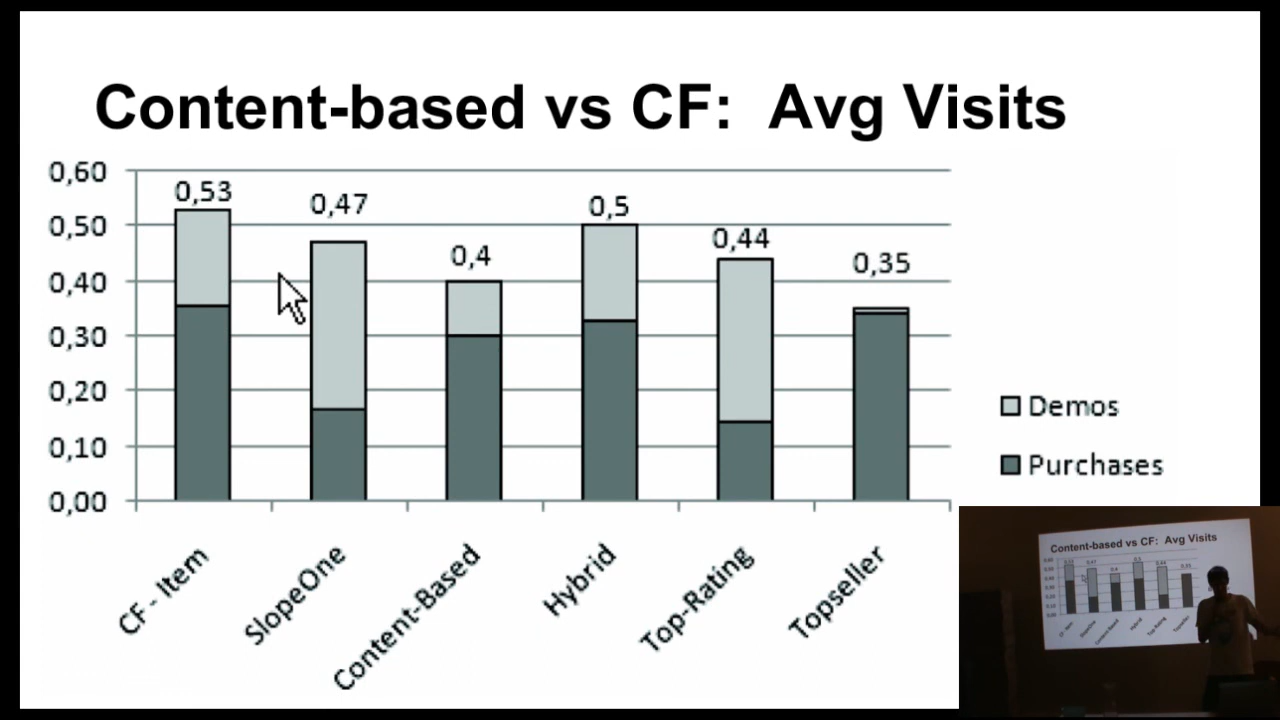 Content-based vs CF: Avg Visits
0,60
0,50
0,40
0,30
0,20
0,10
0,00
0,53
0,47
0,4
0,5
0,44
0,35
CF - Item
SlopeOne
Content-Based
Hybrid
Top-Rating
Topseller
Demos
Purchases
Content-based vs CF: Avg Visits